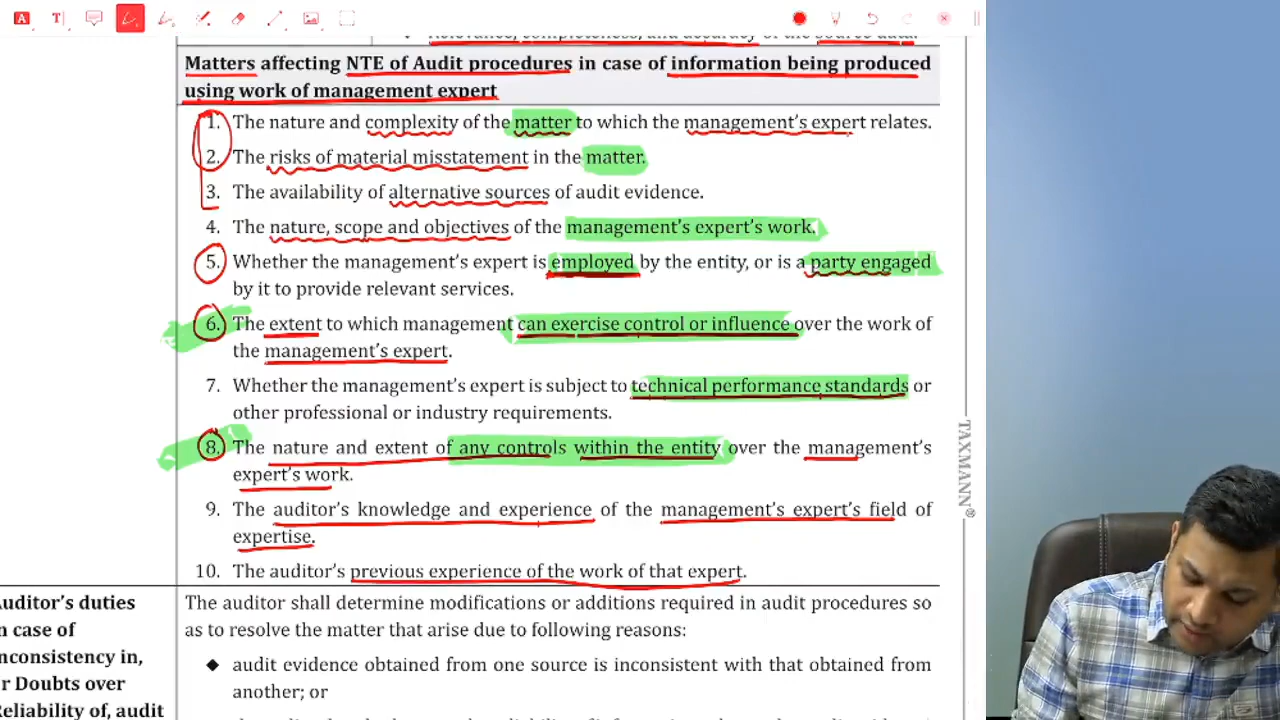 A
T
Relevance, completeness, and accuracy of the source data.
Matters affecting NTE of Audit procedures in case of information being produced
using work of management expert
1. The nature and complexity of the matter to which the management's expert relates.
2. The risks of material misstatement in the matter.
3. The availability of alternative sources of audit evidence.
4. The nature, scope and objectives of the management's expert's work.
5. Whether the management's expert is employed by the entity, or is a party engaged
by it to provide relevant services.
6. The extent to which management can exercise control or influence over the work of
the management's expert.
7. Whether the management's expert is subject to technical performance standards or
other professional or industry requirements.
8. The nature and extent of any controls within the entity over the management's
expert's work.
9. The auditor's knowledge and experience of the management's expert's field of
expertise.
10. The auditor's previous experience of the work of that expert.
TAXMANN®
uditor's duties
n case of
nconsistency in,
r Doubts over
Reliability of, audit
The auditor shall determine modifications or additions required in audit procedures so
as to resolve the matter that arise due to following reasons:
◆ audit evidence obtained from one source is inconsistent with that obtained from
another; or